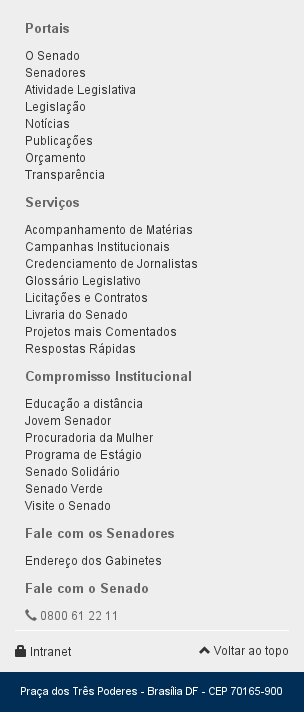 Portais
O Senado
Senadores
Atividade Legislativa
Legislação
Notícias
Publicações
Orçamento
Transparência
Serviços
Acompanhamento de Matérias
Campanhas Institucionais
Credenciamento de Jornalistas
Glossário Legislativo
Licitações e Contratos
Livraria do Senado
Projetos mais Comentados
Respostas Rápidas
Compromisso Institucional
Educação a distância
Jovem Senador
Procuradoria da Mulher
Programa de Estágio
Senado Solidário
Senado Verde
Visite o Senado
Fale com os Senadores
Endereço dos Gabinetes
Fale com o Senado
0800 61 22 11
Intranet
Voltar ao topo
Praça dos Três Poderes - Brasília DF - CEP 70165-900